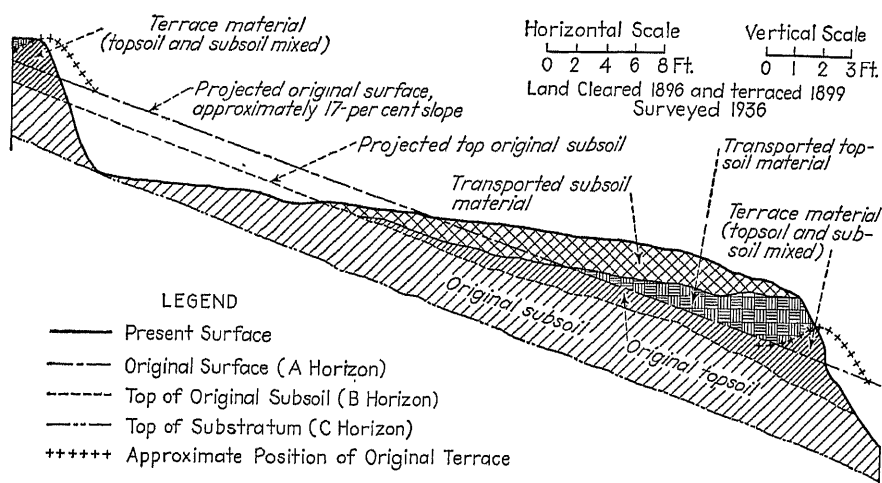 Terrace material
(topsoil and subsoil mixed)
Horizontal Scale
0 2 4 6 8 Ft.
Vertical Scale
0 1 2 3 Ft.
Land Cleared 1896 and terraced 1899
Surveyed 1936
Projected original surface,
approximately 17-per cent slope
Projected top original subsoil
Transported top-
soil material
Transported subsoil
material
Terrace material
(topsoil and sub-
soil mixed)
Original subsoil
Original topsoil
LEGEND
Present Surface
Original Surface (A Horizon)
Top of Original Subsoil (B Horizon)
Top of Substratum (C Horizon)
Approximate Position of Original Terrace